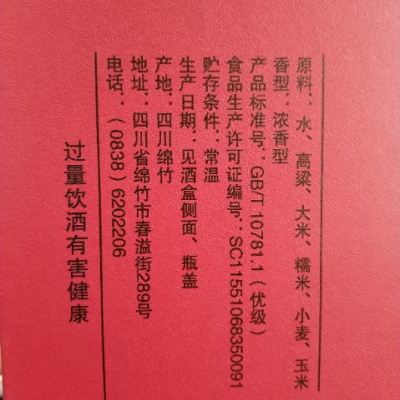 原料：水、高粱、大米、糯米、小麦、玉米
香型：浓香型
产品标准号：GB/T 10781.1（优级）
食品生产许可证编号：SC11551068350091
贮存条件：常温
生产日期：见酒盒侧面、瓶盖
产地：四川绵竹
地址：四川省绵竹市春溢街289号
电话：（0838）6202206
过量饮酒有害健康